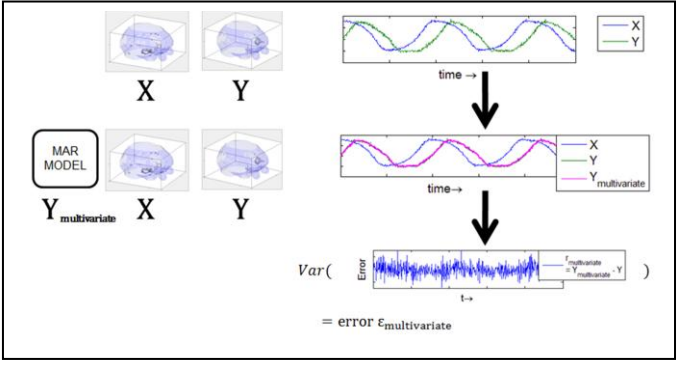 X
Y
time →
X
Y
MAR
MODEL
Y multivariate
X
Y
X
Y
Y multivariate
time→
Var(
Error
r multivariate
= Y multivariate - Y
)
t→
= error ε multivariate